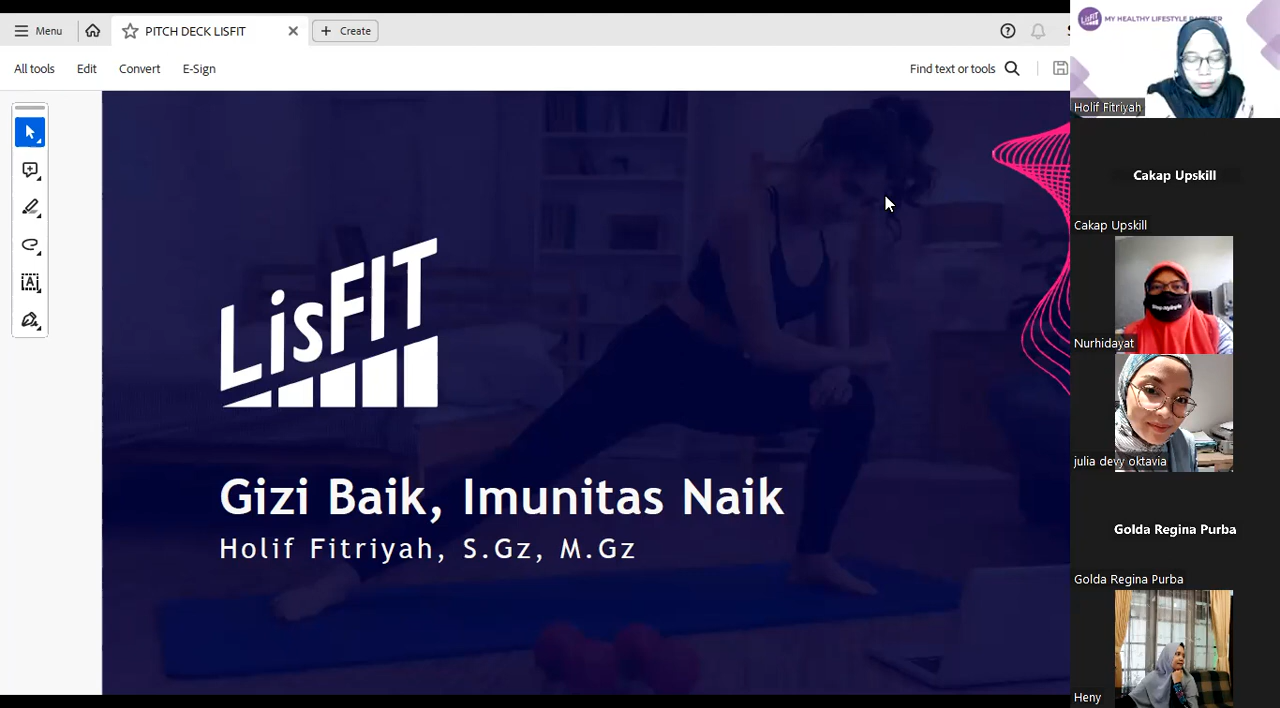 Menu
PITCH DECK LISFIT
Create
All tools
Edit
Convert
E-Sign
Find text or tools
LisFIT
Gizi Baik, Imunitas Naik
Holif Fitriyah, S.Gz, M.Gz
LisFIT
MY HEALTHY LIFESTYLE PARTNER
Holif Fitriyah
Cakap Upskill
Cakap Upskill
Nurhidayat
julia devy oktavia
Golda Regina Purba
Golda Regina Purba
Heny